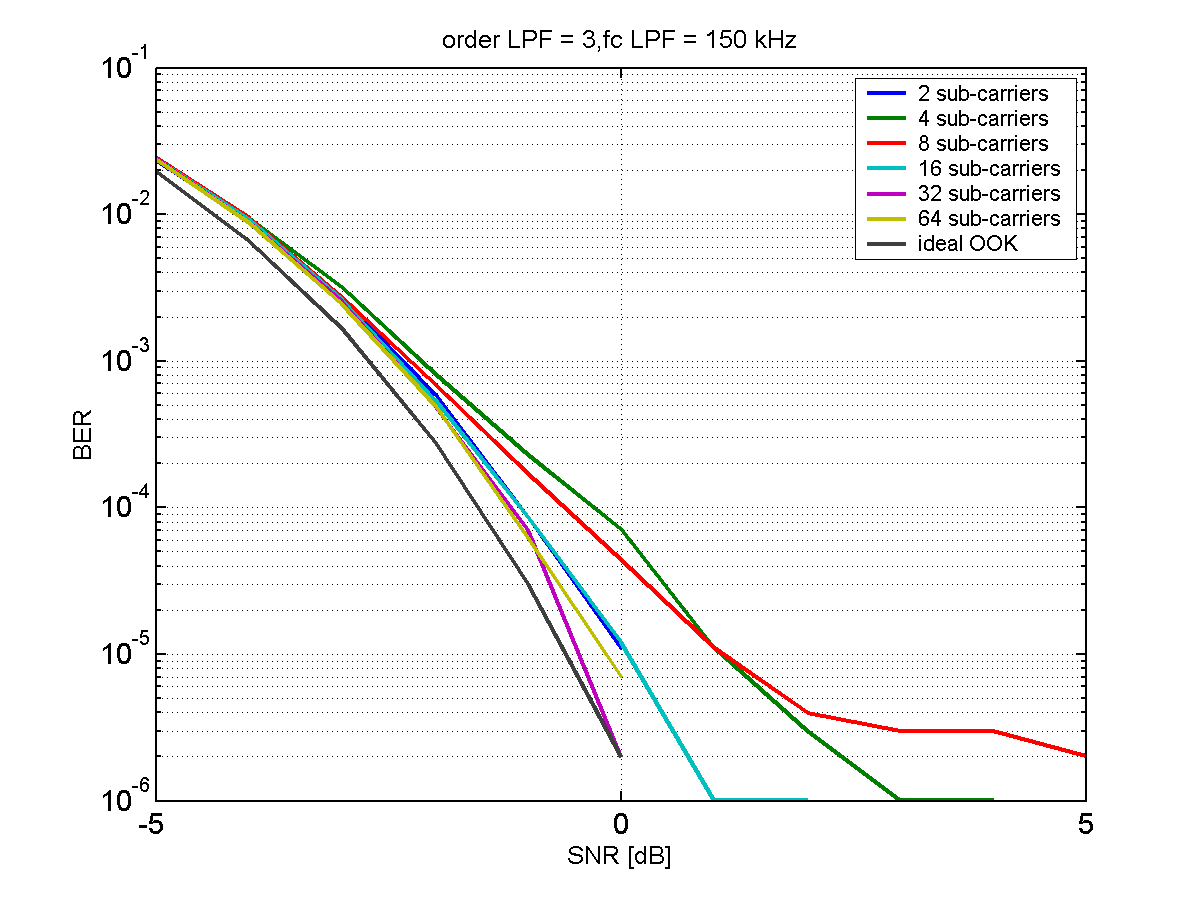 order LPF = 3,fc LPF = 150 kHz
10^-1
10^-2
10^-3
10^-4
10^-5
10^-6
BER
2 sub-carriers
4 sub-carriers
8 sub-carriers
16 sub-carriers
32 sub-carriers
64 sub-carriers
ideal OOK
-5 0 5
SNR [dB]